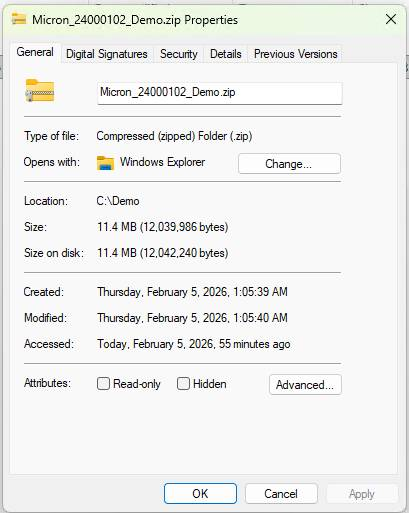 Micron_24000102_Demo.zip Properties
General Digital Signatures Security Details Previous Versions
Micron_24000102_Demo.zip
Type of file: Compressed (zipped) Folder (.zip)
Opens with: Windows Explorer Change...
Location: C:\Demo
Size: 11.4 MB (12,039,986 bytes)
Size on disk: 11.4 MB (12,042,240 bytes)
Created: Thursday, February 5, 2026, 1:05:39 AM
Modified: Thursday, February 5, 2026, 1:05:40 AM
Accessed: Today, February 5, 2026, 55 minutes ago
Attributes: Read-only Hidden Advanced...
OK Cancel Apply